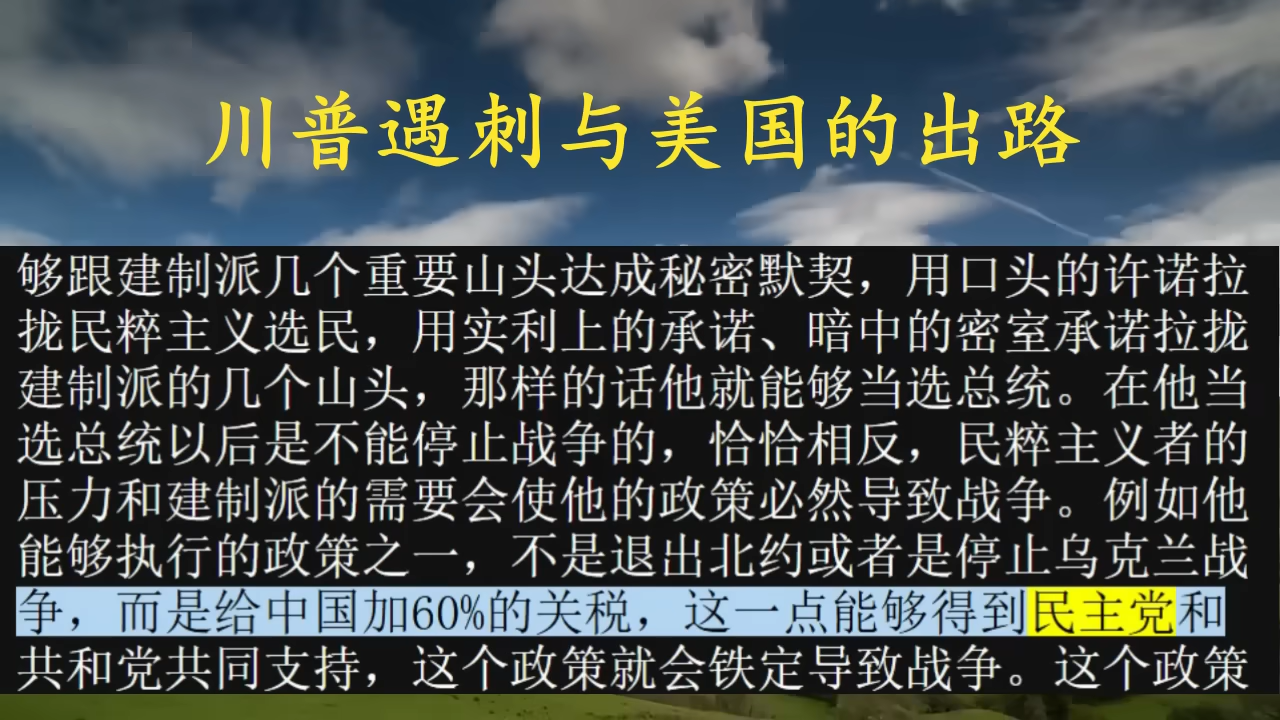 川普遇刺与美国的出路
够跟建制派几个重要山头达成秘密默契，用口头的许诺拉
拢民粹主义选民，用实利上的承诺、暗中的密室承诺拉拢
建制派的几个山头，那样的话他就能够当选总统。在他当
选总统以后是不能停止战争的，恰恰相反，民粹主义者的
压力和建制派的需要会使他的政策必然导致战争。例如他
能够执行的政策之一，不是退出北约或者是停止乌克兰战
争，而是给中国加60%的关税，这一点能够得到民主党和
共和党共同支持，这个政策就会铁定导致战争。这个政策